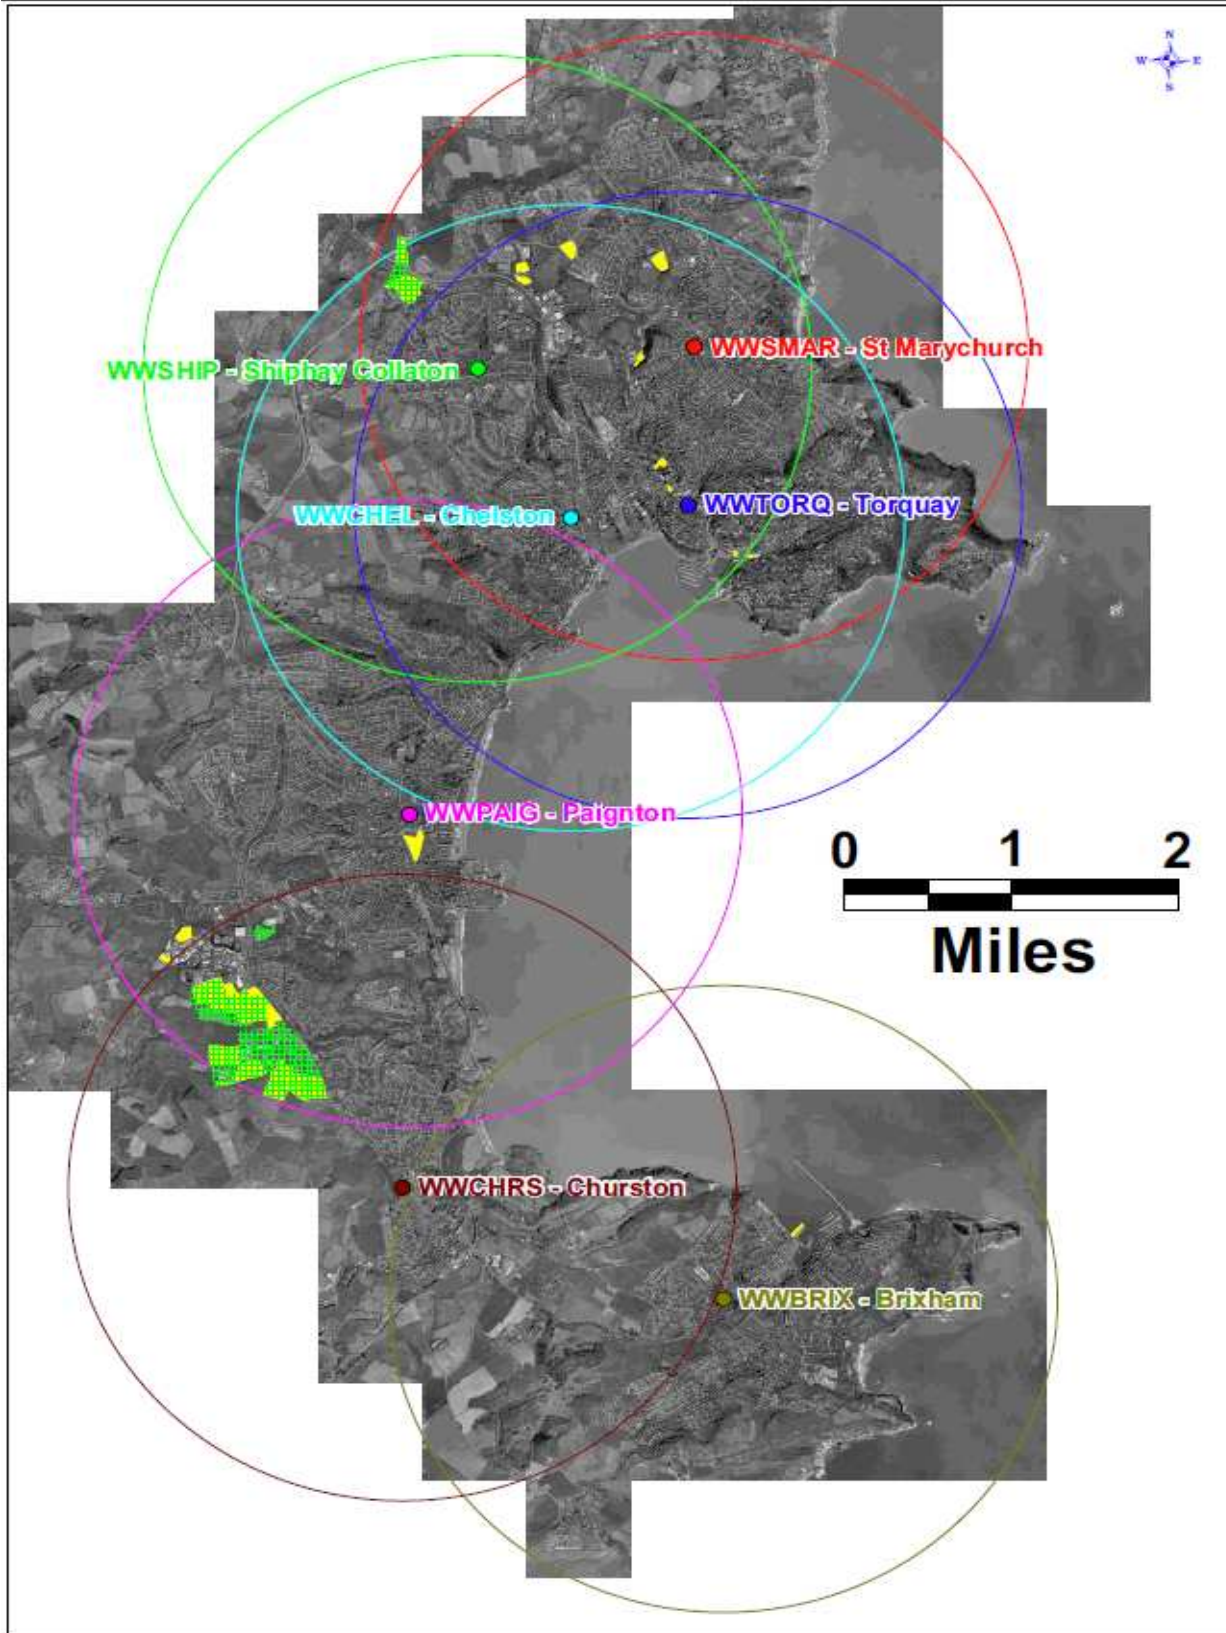 N
W E
S
WWSMAR - St Marychurch
WWSHIP - Shiphay Collaton
WWTORQ - Torquay
WWCHEL - Chelston
WWPAIG - Paignton
0 1 2
Miles
WWCHRS - Churston
WWBRIX - Brixham